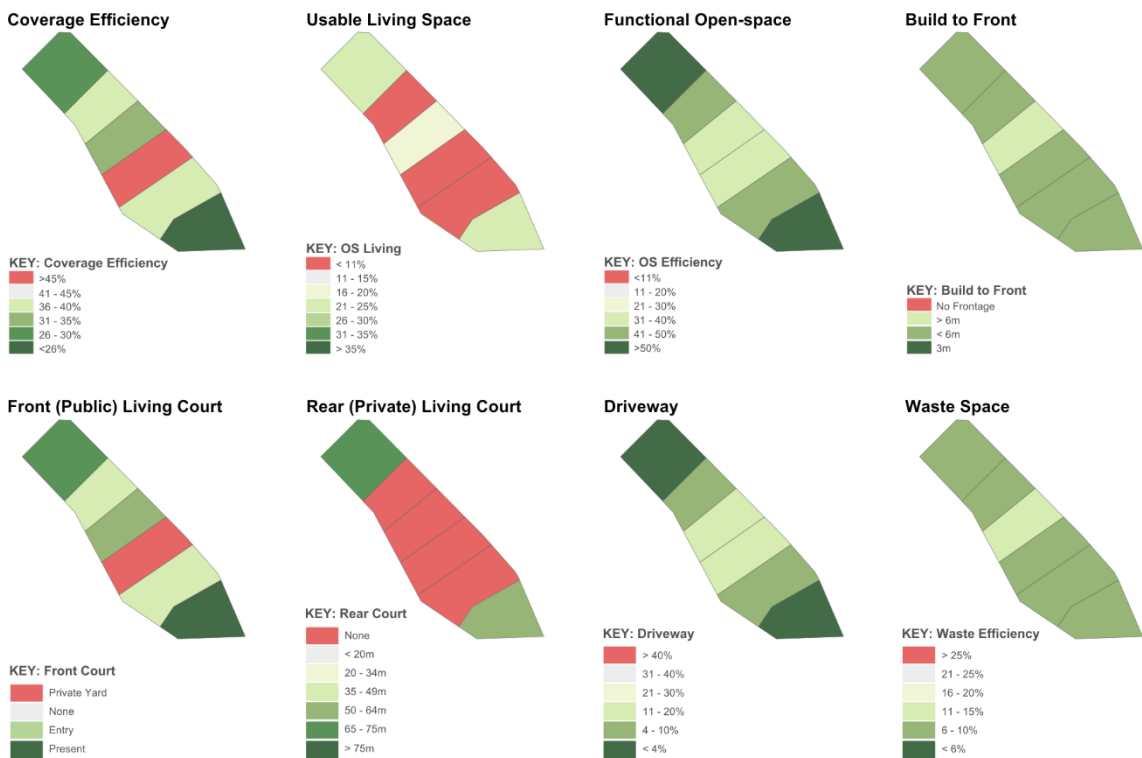 Coverage Efficiency
KEY: Coverage Efficiency
>45%
41 - 45%
36 - 40%
31 - 35%
26 - 30%
<26%
Usable Living Space
KEY: OS Living
< 11%
11 - 15%
16 - 20%
21 - 25%
26 - 30%
31 - 35%
> 35%
Functional Open-space
KEY: OS Efficiency
<11%
11 - 20%
21 - 30%
31 - 40%
41 - 50%
>50%
Build to Front
KEY: Build to Front
No Frontage
> 6m
< 6m
3m
Front (Public) Living Court
KEY: Front Court
Private Yard
None
Entry
Present
Rear (Private) Living Court
KEY: Rear Court
None
< 20m
20 - 34m
35 - 49m
50 - 64m
65 - 75m
> 75m
Driveway
KEY: Driveway
> 40%
31 - 40%
21 - 30%
11 - 20%
4 - 10%
< 4%
Waste Space
KEY: Waste Efficiency
> 25%
21 - 25%
16 - 20%
11 - 15%
6 - 10%
< 6%